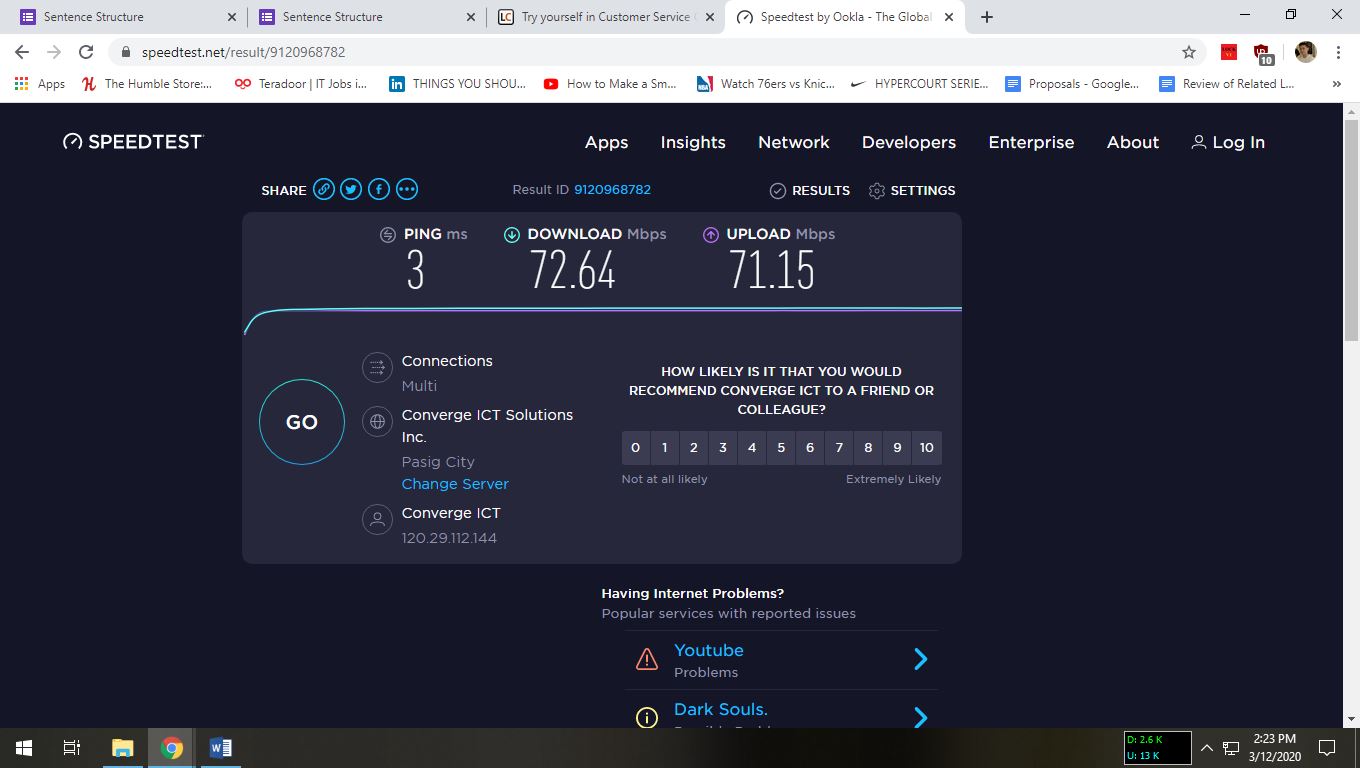 Sentence Structure
Sentence Structure
LC Try yourself in Customer Service
Speedtest by Ookla - The Global
speedtest.net/result/9120968782
10
Apps
The Humble Store:...
Teradoor | IT Jobs i...
in THINGS YOU SHOU...
How to Make a Sm...
NBA Watch 76ers vs Knic...
HYPERCOURT SERIE...
Proposals - Google...
Review of Related L...
»
SPEEDTEST
Apps Insights Network Developers Enterprise About Log In
SHARE
Result ID 9120968782
RESULTS SETTINGS
PING ms
3
DOWNLOAD Mbps
72.64
UPLOAD Mbps
71.15
GO
Connections
Multi
Converge ICT Solutions
Inc.
Pasig City
Change Server
Converge ICT
120.29.112.144
HOW LIKELY IS IT THAT YOU WOULD
RECOMMEND CONVERGE ICT TO A FRIEND OR
COLLEAGUE?
0 1 2 3 4 5 6 7 8 9 10
Not at all likely Extremely Likely
Having Internet Problems?
Popular services with reported issues
Youtube
Problems
Dark Souls.
D: 2.6 K
U: 13 K
2:23 PM
3/12/2020